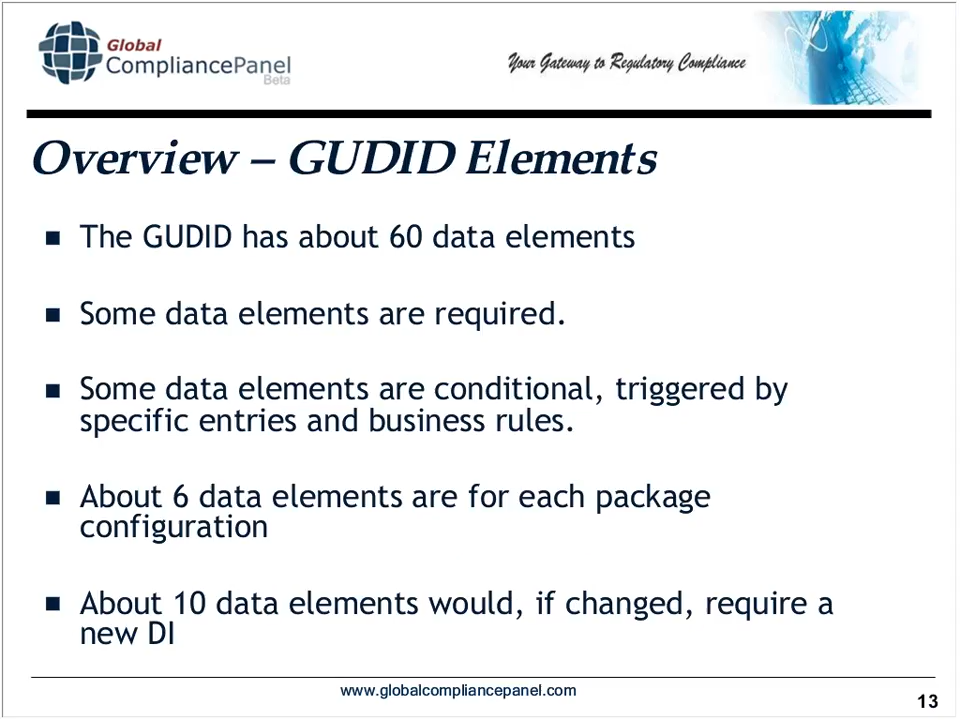 Global
CompliancePanel
Beta
Your Gateway to Regulatory Compliance
Overview – GUDID Elements
■ The GUDID has about 60 data elements
■ Some data elements are required.
■ Some data elements are conditional, triggered by
specific entries and business rules.
■ About 6 data elements are for each package
configuration
■ About 10 data elements would, if changed, require a
new DI
www.globalcompliancepanel.com
13